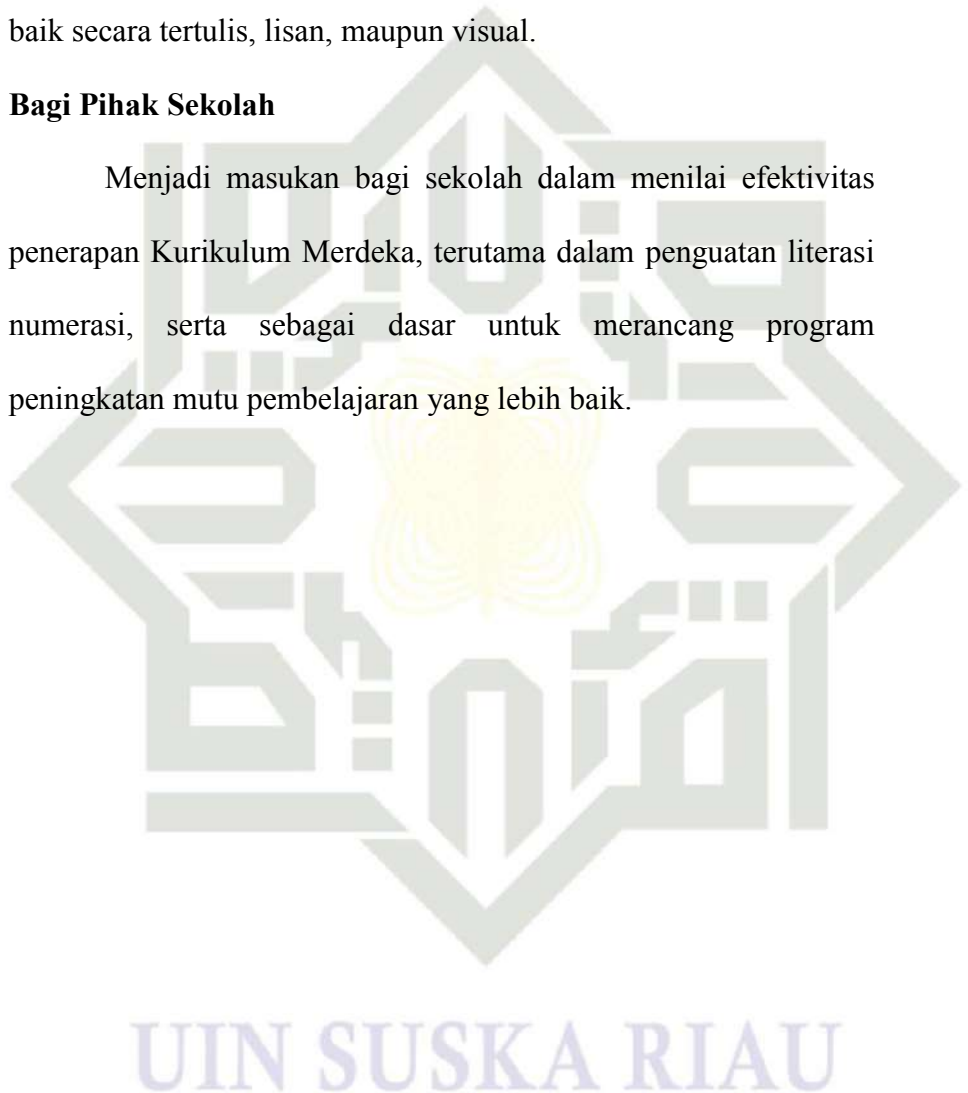 baik secara tertulis, lisan, maupun visual.
Bagi Pihak Sekolah
Menjadi masukan bagi sekolah dalam menilai efektivitas
penerapan Kurikulum Merdeka, terutama dalam penguatan literasi
numerasi, serta sebagai dasar untuk merancang program
peningkatan mutu pembelajaran yang lebih baik.
UIN SUSKA RIAU